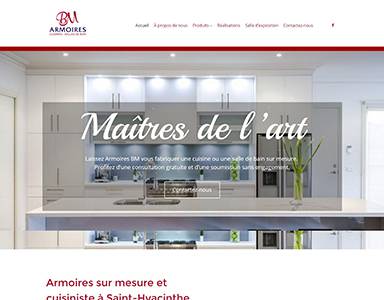 BM
ARMOIRES
Accueil À propos de nous Produits Réalisations Salle d'exposition Contactez-nous
Maîtres de l'art
Laissez Armoires BM vous fabriquer une cuisine ou une salle de bain sur mesure.
Profitez d'une consultation gratuite et d'une soumission sans engagement.
Contactez-nous
Armoires sur mesure et
cuisiniste à Saint-Hyacinthe